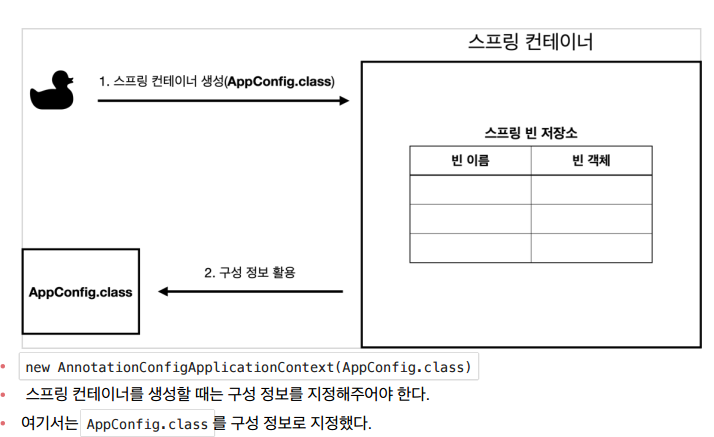 스프링 컨테이너
1. 스프링 컨테이너 생성(AppConfig.class)
스프링 빈 저장소
빈 이름 빈 객체
2. 구성 정보 활용
AppConfig.class
new AnnotationConfigApplicationContext(AppConfig.class)
스프링 컨테이너를 생성할 때는 구성 정보를 지정해주어야 한다.
여기서는 AppConfig.class 를 구성 정보로 지정했다.